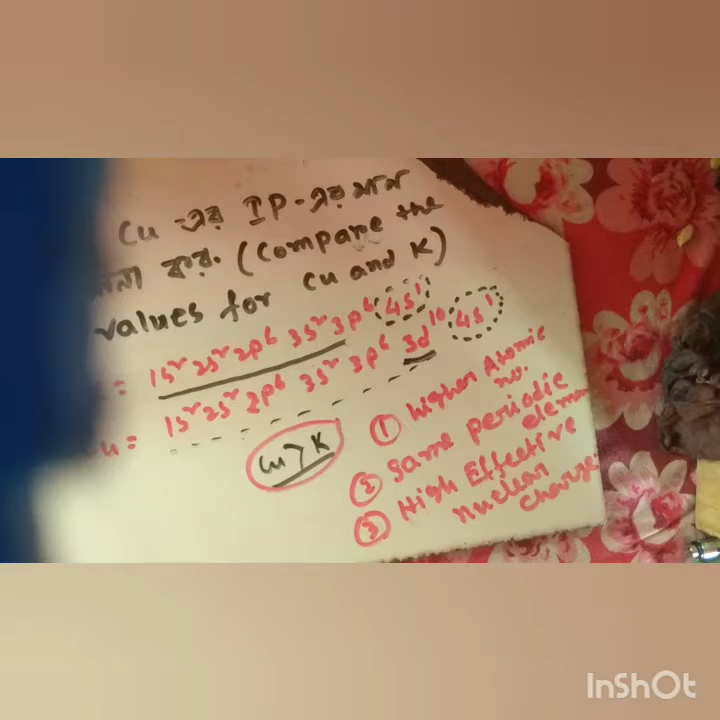 Cu -এর IP-এর মান
কর. (Compare the
values for Cu and K)
= 1s² 2s² 2p⁶ 3s² 3p⁶ 4s¹
= 1s² 2s² 2p⁶ 3s² 3p⁶ 3d¹⁰ 4s¹
Cu > K
① higher Atomic
no.
② Same periodic
③ High Effective
nuclear
charge
InShOt